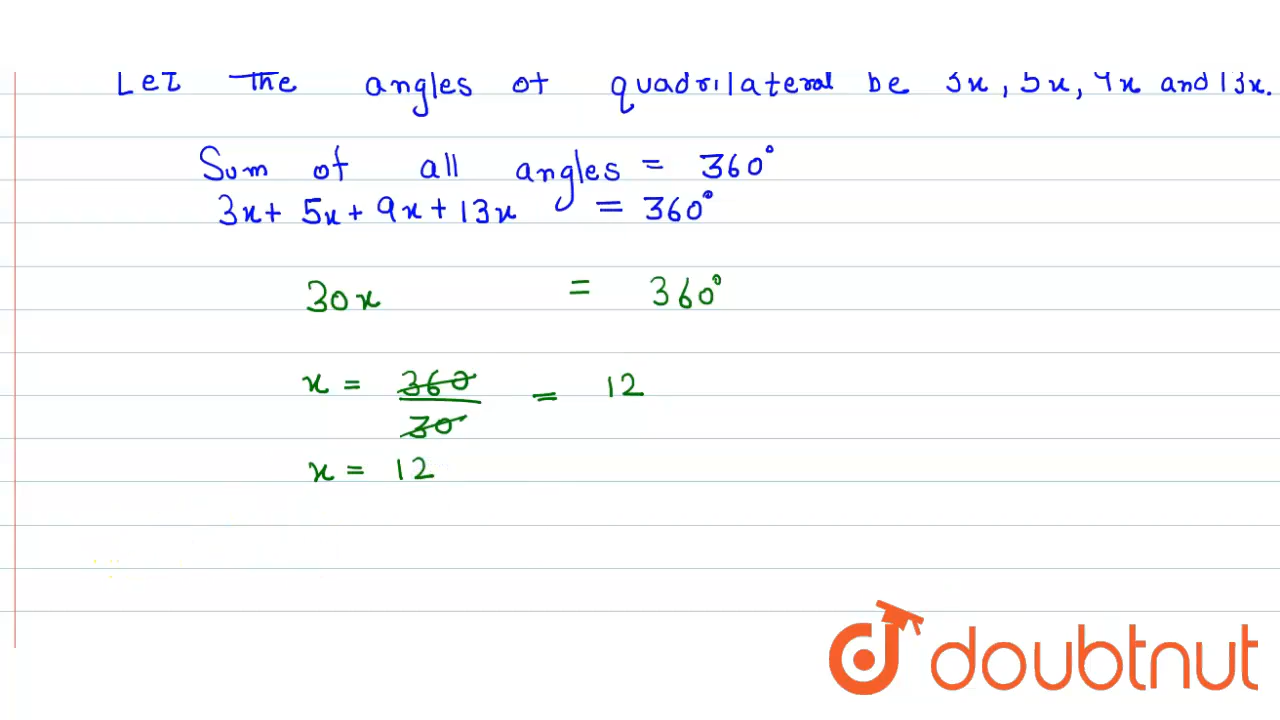 Let the angles of quadrilateral be 3x, 5x, 9x and 13x.
Sum of all angles = 360°
3x + 5x + 9x + 13x = 360°
30x = 360°
x = 360/30 = 12
x = 12
doubtnut